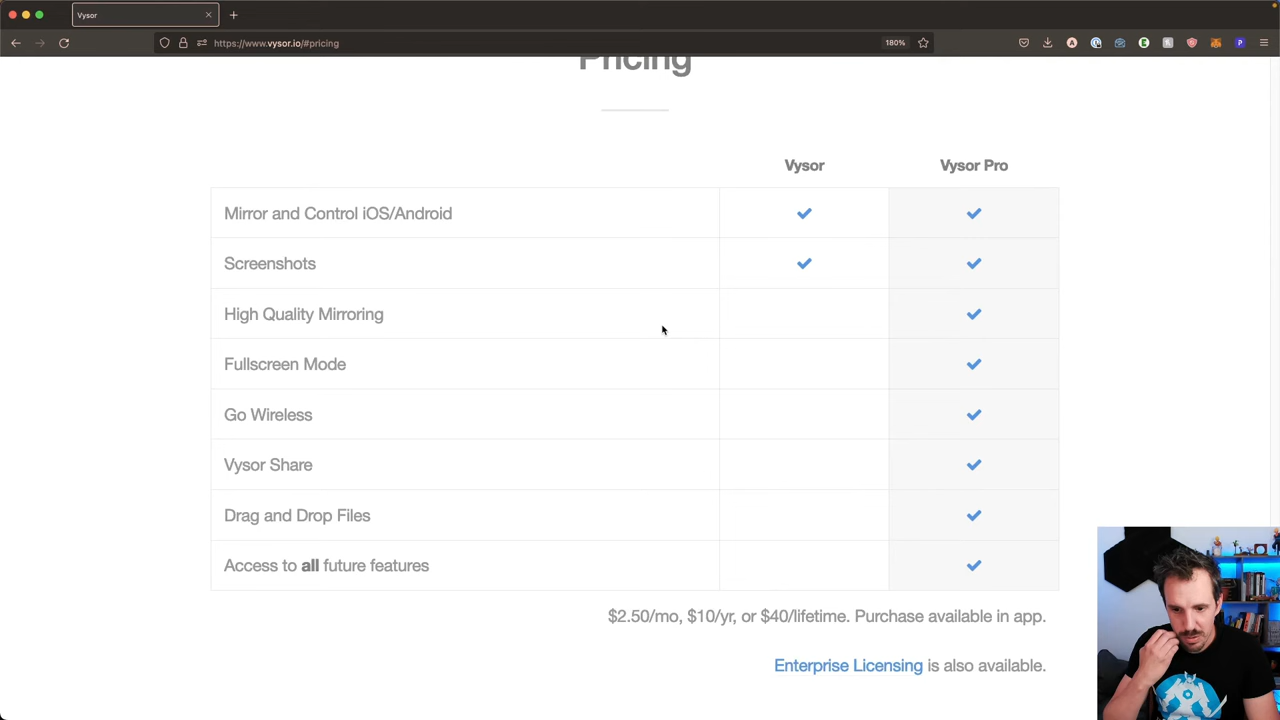 Vysor
https://www.vysor.io/#pricing
180%
Pricing
Vysor
Vysor Pro
Mirror and Control iOS/Android
Screenshots
High Quality Mirroring
Fullscreen Mode
Go Wireless
Vysor Share
Drag and Drop Files
Access to all future features
$2.50/mo, $10/yr, or $40/lifetime. Purchase available in app.
Enterprise Licensing is also available.